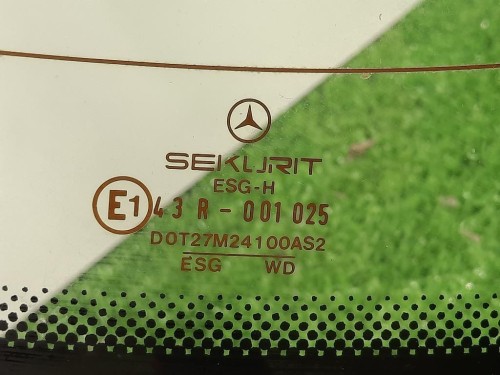 SEKURIT
ESG-H
E1 43 R - 001 025
DOT27M24100AS2
ESG WD